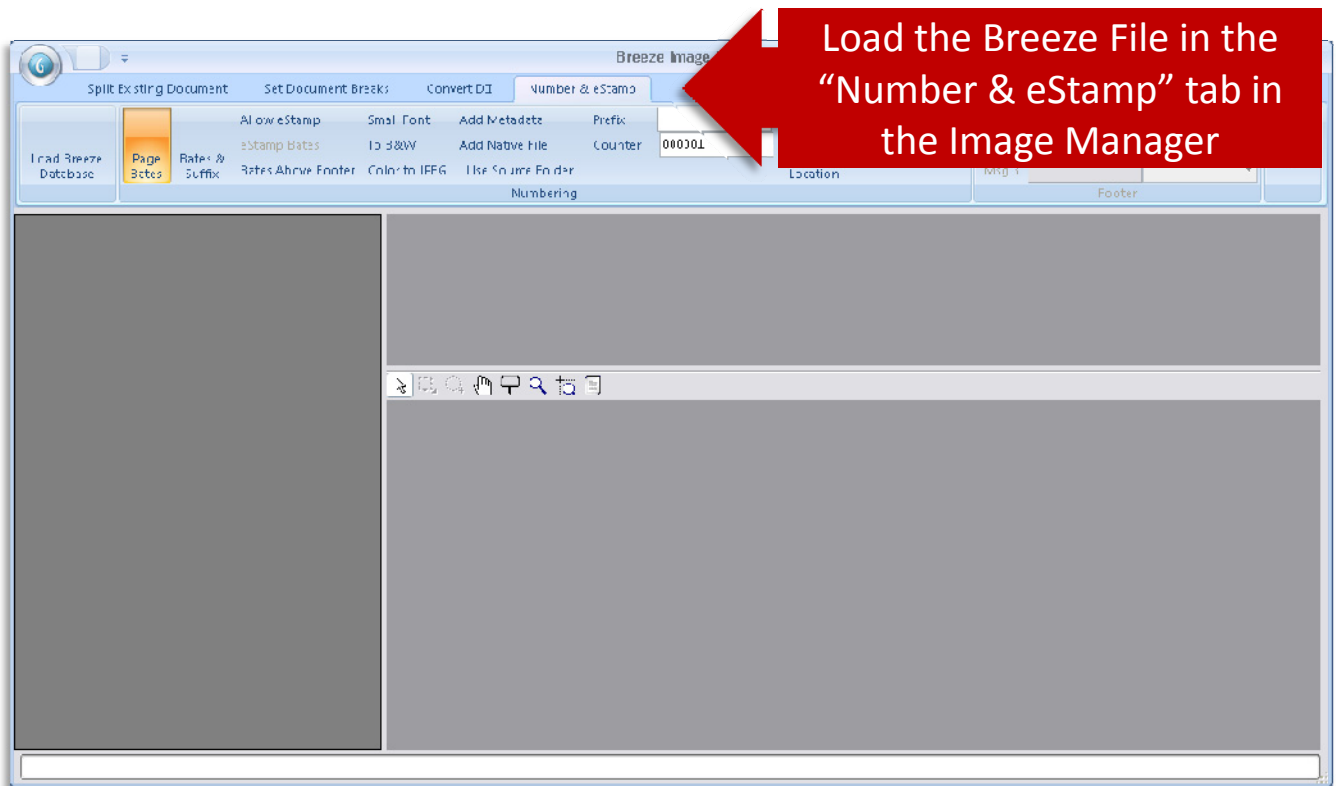 Load the Breeze File in the
“Number & eStamp” tab in
the Image Manager
Breeze Image
Split Existing Document
Set Document Breaks
Convert DII
Number & eStamp
Load Breeze
Database
Page
Bates
Bates &
Suffix
Allow eStamp
eStamp Bates
Bates Above Footer
Small Font
To B&W
Color to JPEG
Add Metadata
Add Native File
Use Source Folder
Prefix
Counter
000001
Location
Numbering
Footer